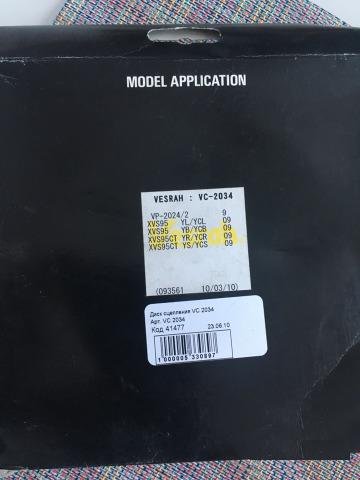 MODEL APPLICATION
VESRAH : VC-2034
VP-2024/2 9
XVS95 YL/YCL 09
XVS95 YB/YCB 09
XVS95CT YR/YCR 09
XVS95CT YS/YCS 09
(093561 10/03/10)
Диск сцепления VC 2034
Арт. VC 2034
Код 41477 23.06.10
1 000005 330897